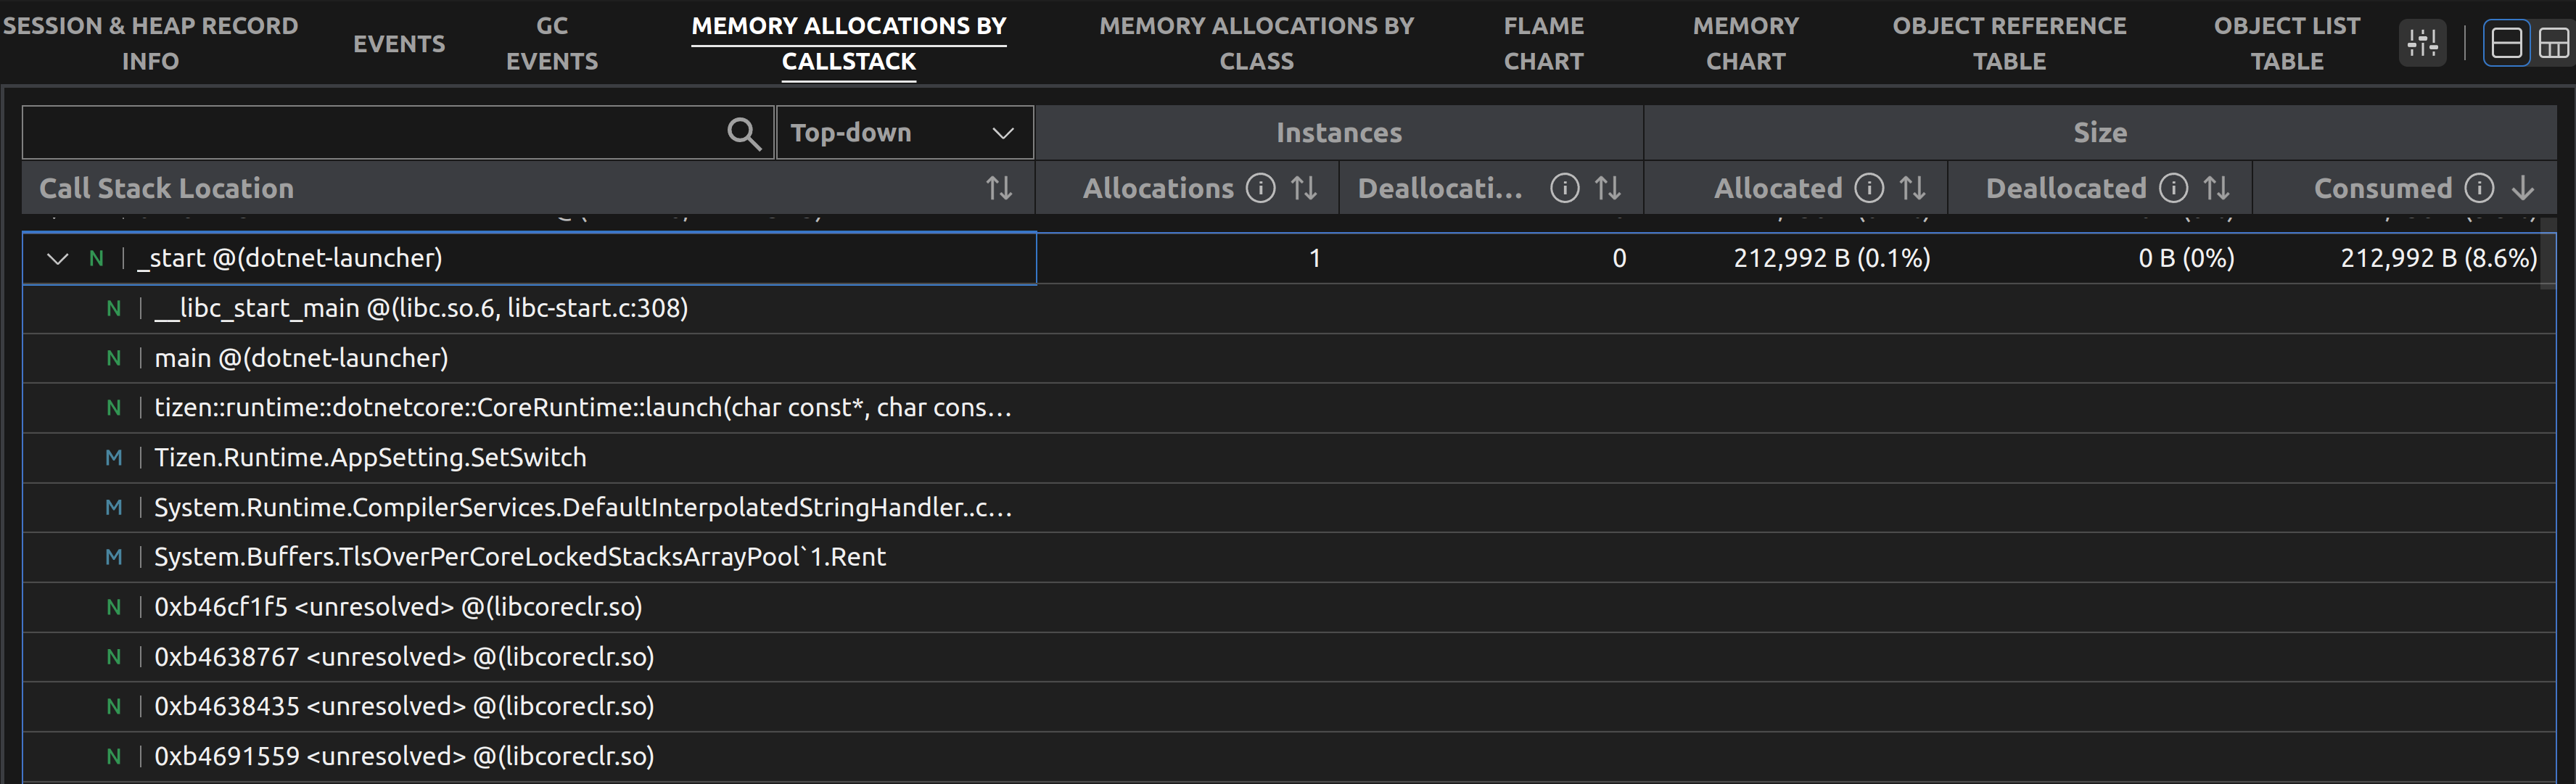 SESSION & HEAP RECORD INFO
EVENTS
GC EVENTS
MEMORY ALLOCATIONS BY CALLSTACK
MEMORY ALLOCATIONS BY CLASS
FLAME CHART
MEMORY CHART
OBJECT REFERENCE TABLE
OBJECT LIST TABLE
Top-down Instances Size
Call Stack Location Allocations Deallocati... Allocated Deallocated Consumed
N | _start @(dotnet-launcher) 1 0 212,992 B (0.1%) 0 B (0%) 212,992 B (8.6%)
N | __libc_start_main @(libc.so.6, libc-start.c:308)
N | main @(dotnet-launcher)
N | tizen::runtime::dotnetcore::CoreRuntime::launch(char const*, char cons...
M | Tizen.Runtime.AppSetting.SetSwitch
M | System.Runtime.CompilerServices.DefaultInterpolatedStringHandler..c...
M | System.Buffers.TlsOverPerCoreLockedStacksArrayPool`1.Rent
N | 0xb46cf1f5 <unresolved> @(libcoreclr.so)
N | 0xb4638767 <unresolved> @(libcoreclr.so)
N | 0xb4638435 <unresolved> @(libcoreclr.so)
N | 0xb4691559 <unresolved> @(libcoreclr.so)